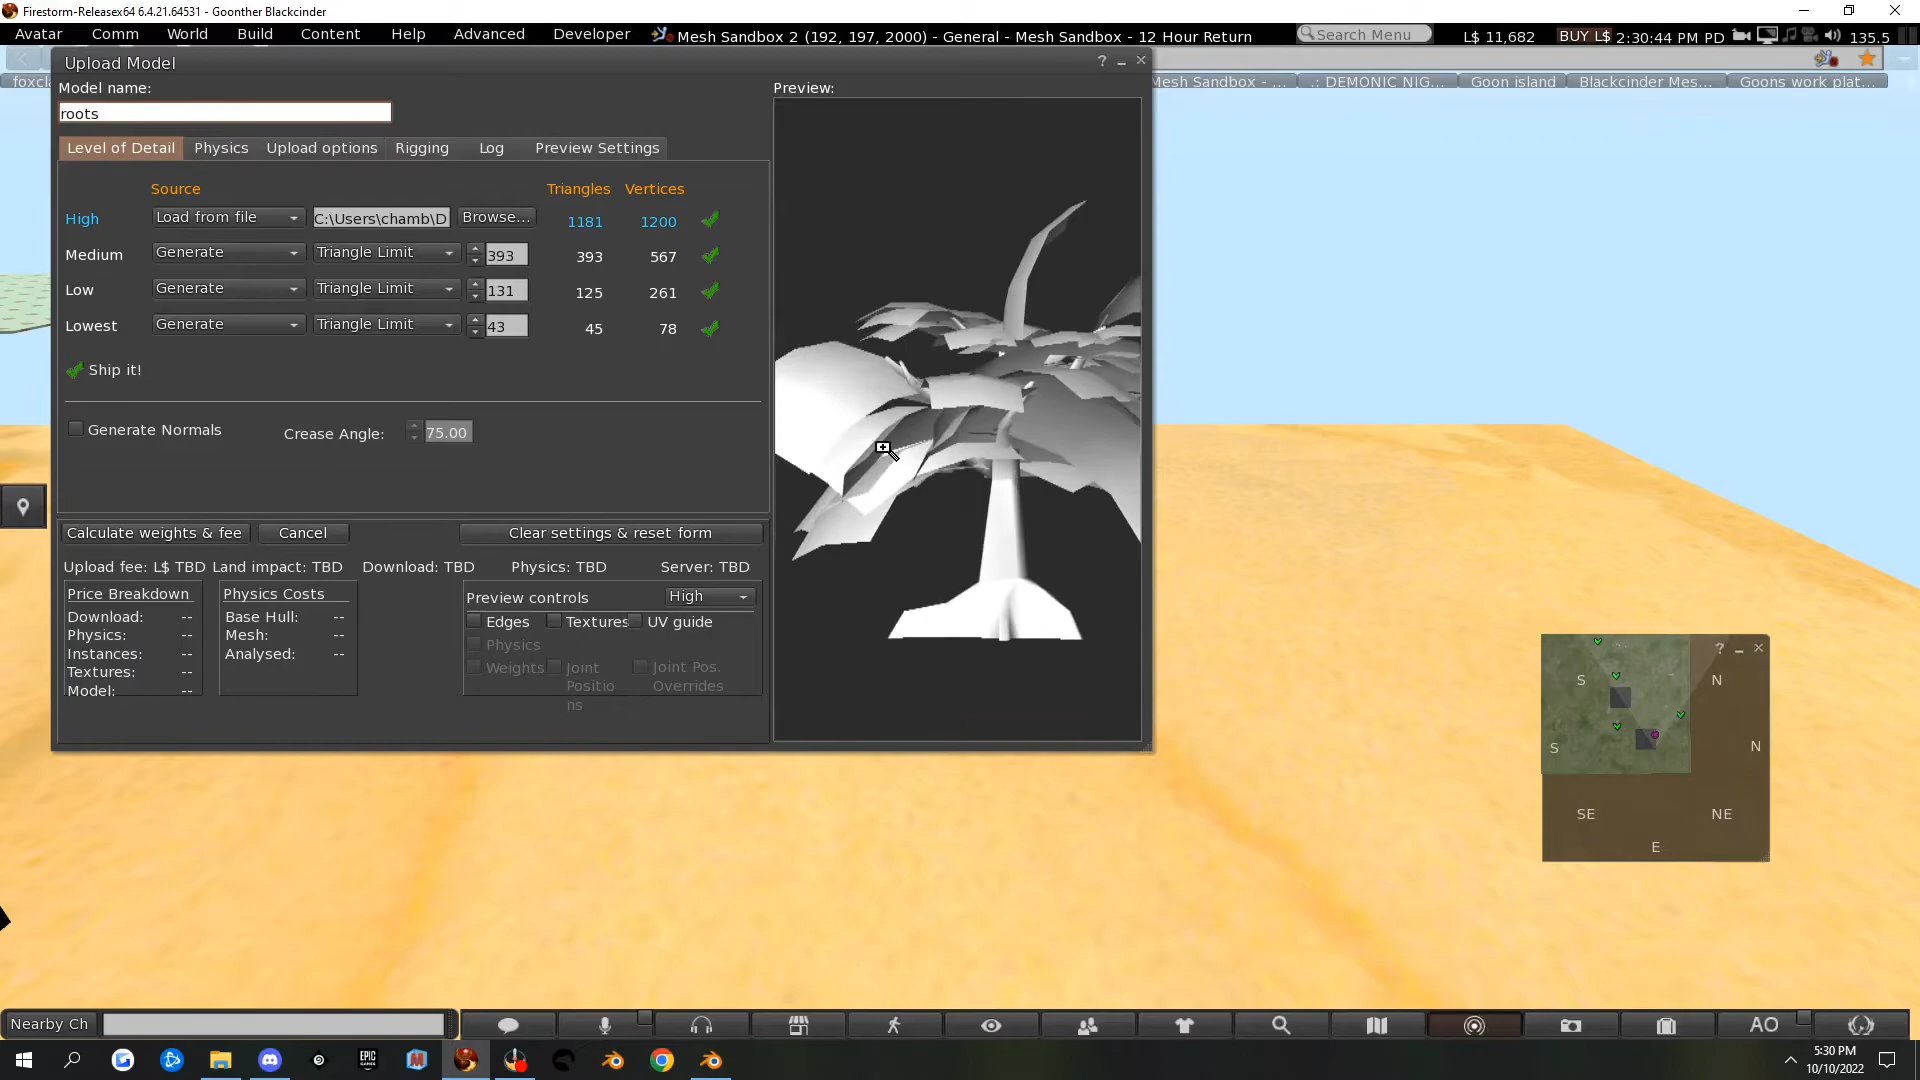 Firestorm-Releasex64 6.4.21.64531 - Goonther Blackcinder
Avatar Comm World Build Content Help Advanced Developer Mesh Sandbox 2 (192, 197, 2000) - General - Mesh Sandbox - 12 Hour Return Search Menu L$ 11,682 BUY L$ 2:30:44 PM PD 135.5
foxcl Mesh Sandbox - ... .: DEMONIC NIG... Goon island Blackcinder Mes... Goons work plat...
Upload Model ?
Model name: Preview:
roots
Level of Detail Physics Upload options Rigging Log Preview Settings
Source Triangles Vertices
High Load from file C:\Users\chamb\D Browse... 1181 1200
Medium Generate Triangle Limit 393 393 567
Low Generate Triangle Limit 131 125 261
Lowest Generate Triangle Limit 43 45 78
Ship it!
Generate Normals Crease Angle: 75.00
Calculate weights & fee Cancel Clear settings & reset form
Upload fee: L$ TBD Land impact: TBD Download: TBD Physics: TBD Server: TBD
Price Breakdown Physics Costs Preview controls High
Download: -- Base Hull: -- Edges Textures UV guide
Physics: -- Mesh: -- Physics
Instances: -- Analysed: -- Weights Joint Joint Pos.
Textures: -- Positio Overrides
Model: -- ns
?
S N
S N
SE NE
E
Nearby Ch AO
EPIC GAMES
5:30 PM
10/10/2022